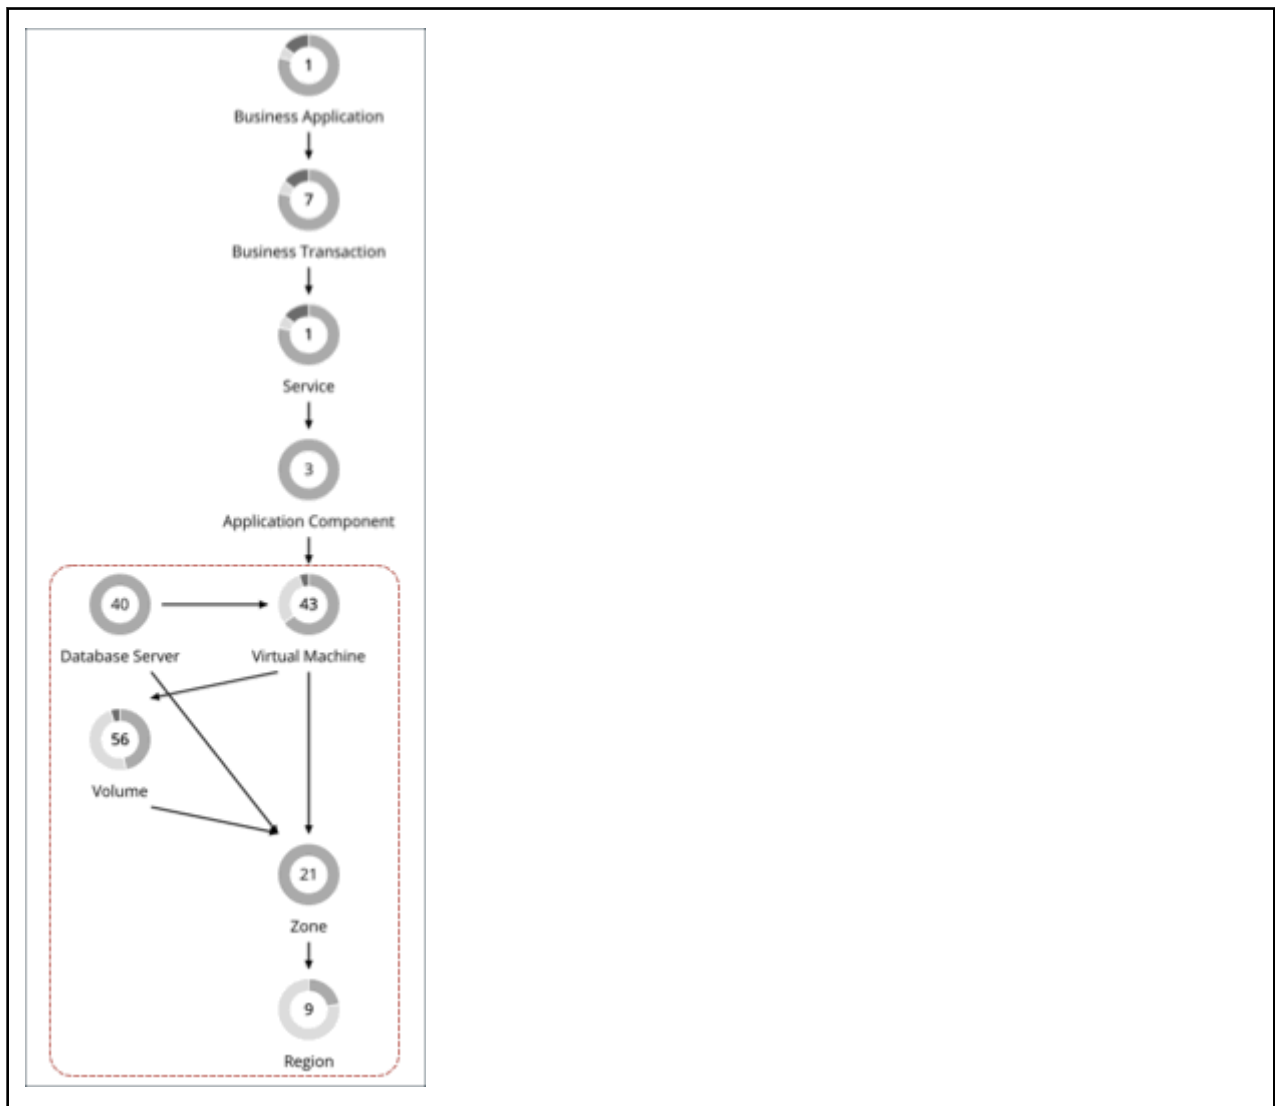 1
Business Application
7
Business Transaction
1
Service
3
Application Component
40
43
Database Server
Virtual Machine
56
Volume
21
Zone
9
Region